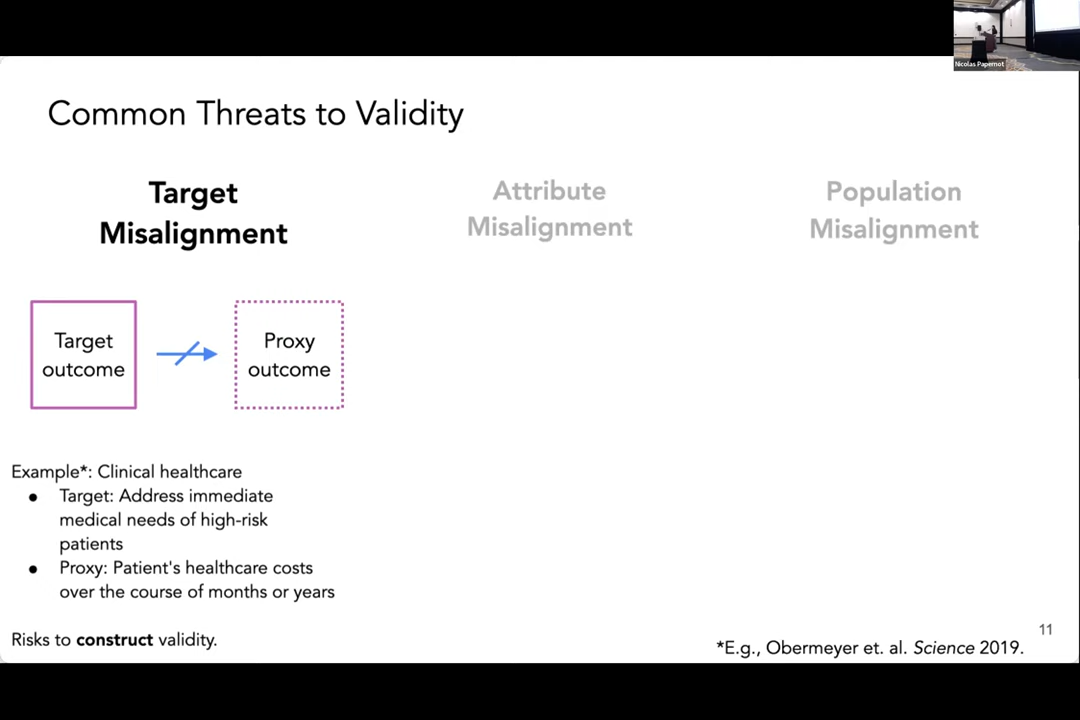 Nicolas Papernot
Common Threats to Validity
Target
Misalignment
Attribute
Misalignment
Population
Misalignment
Target
outcome
Proxy
outcome
Example*: Clinical healthcare
● Target: Address immediate
medical needs of high-risk
patients
● Proxy: Patient's healthcare costs
over the course of months or years
Risks to construct validity.
*E.g., Obermeyer et. al. Science 2019.
11